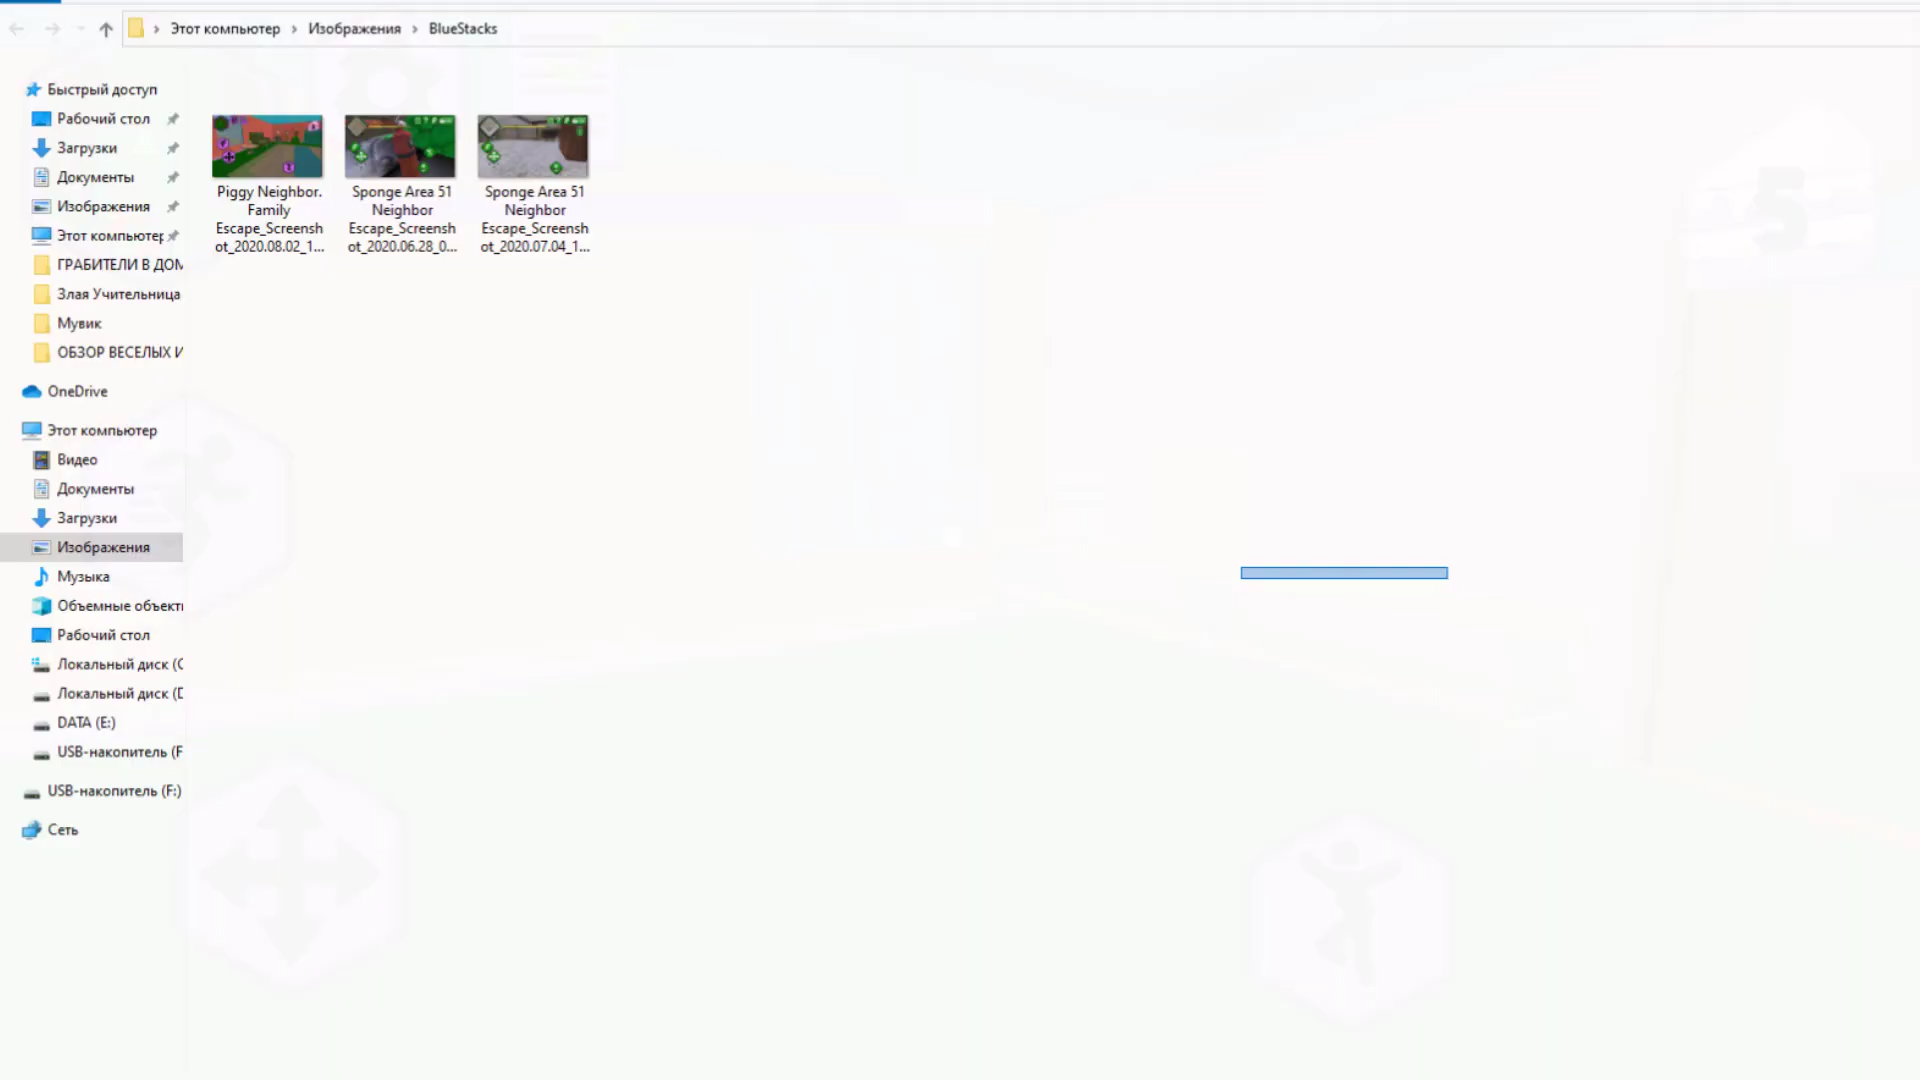 Этот компьютер › Изображения › BlueStacks
Быстрый доступ
Рабочий стол
Загрузки
Документы
Изображения
Этот компьютер
ГРАБИТЕЛИ В ДОМ
Злая Учительница
Мувик
ОБЗОР ВЕСЕЛЫХ И
OneDrive
Этот компьютер
Видео
Документы
Загрузки
Изображения
Музыка
Объемные объекты
Рабочий стол
Локальный диск (C
Локальный диск (D
DATA (E:)
USB-накопитель (F
USB-накопитель (F:)
Сеть
Piggy Neighbor.
Family
Escape_Screensh
ot_2020.08.02_1...
Sponge Area 51
Neighbor
Escape_Screensh
ot_2020.06.28_0...
Sponge Area 51
Neighbor
Escape_Screensh
ot_2020.07.04_1...
5